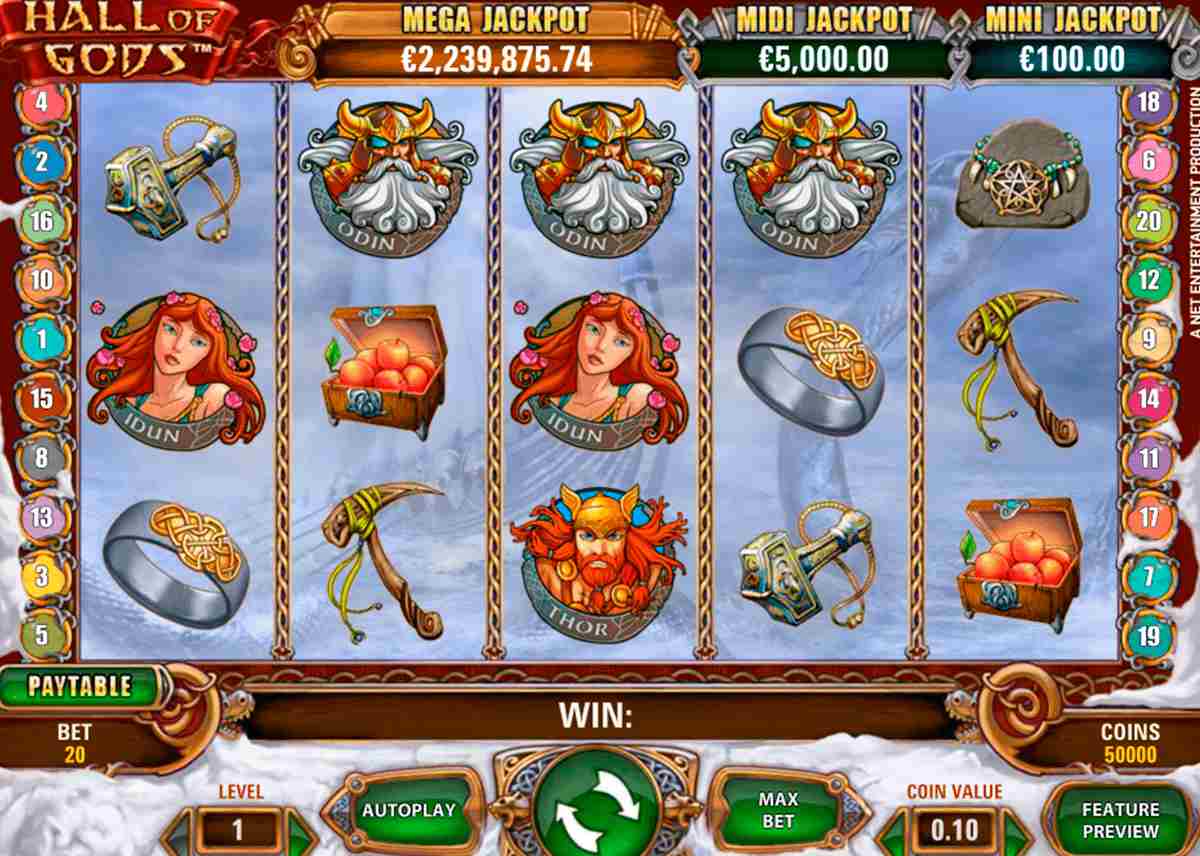 HALL OF
GODS™
MEGA JACKPOT
€2,239,875.74
MIDI JACKPOT
€5,000.00
MINI JACKPOT
€100.00
A NET ENTERTAINMENT PRODUCTION
4
2
16
10
1
15
8
13
3
5
ODIN
ODIN
ODIN
IDUN
IDUN
THOR
18
6
20
12
9
14
11
17
7
19
PAYTABLE
BET
20
WIN:
COINS
50000
LEVEL
1
AUTOPLAY
MAX
BET
COIN VALUE
0.10
FEATURE
PREVIEW